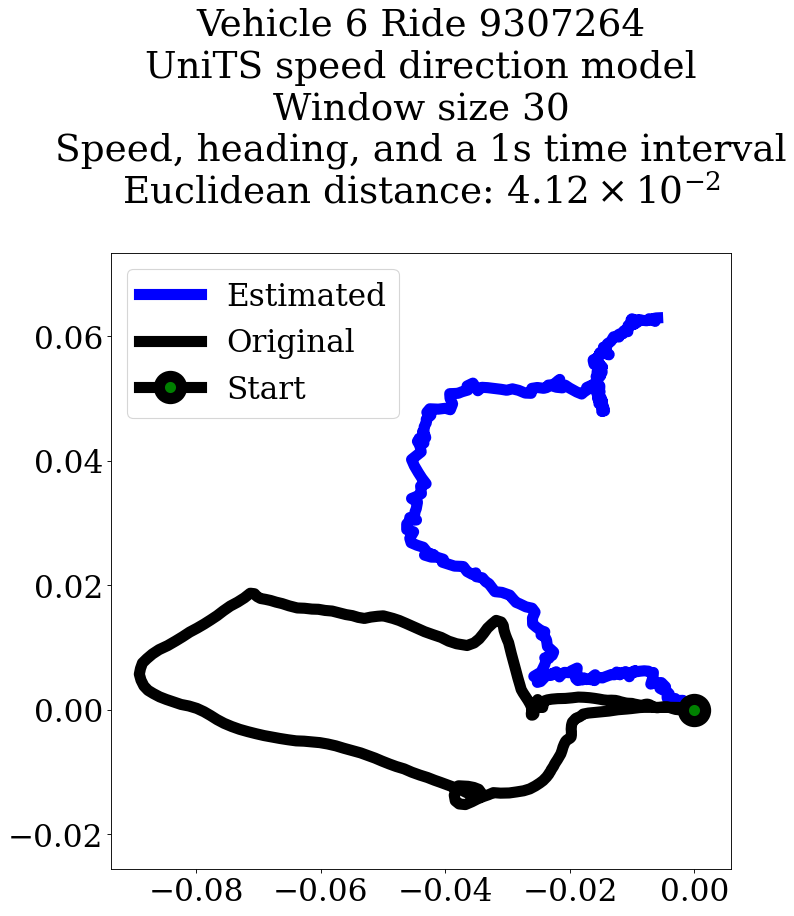 Vehicle 6 Ride 9307264
UniTS speed direction model
Window size 30
Speed, heading, and a 1s time interval
Euclidean distance: 4.12 × 10⁻²
Estimated
Original
Start
0.06
0.04
0.02
0.00
−0.02
−0.08 −0.06 −0.04 −0.02 0.00